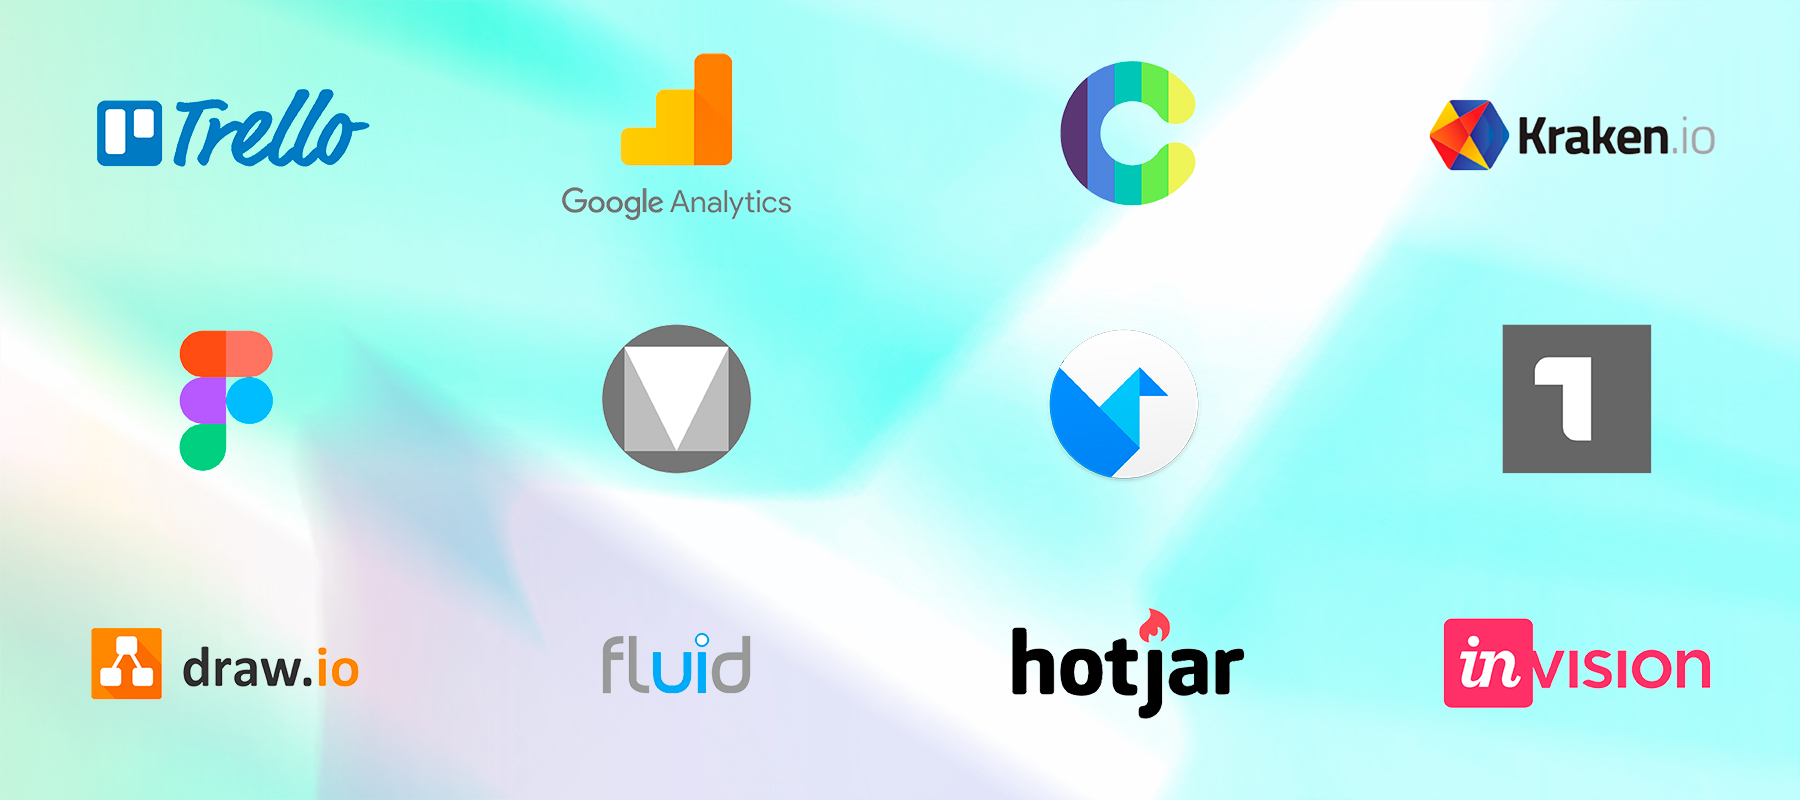 Trello
Google Analytics
Kraken.io
draw.io
fluid
hotjar
invision